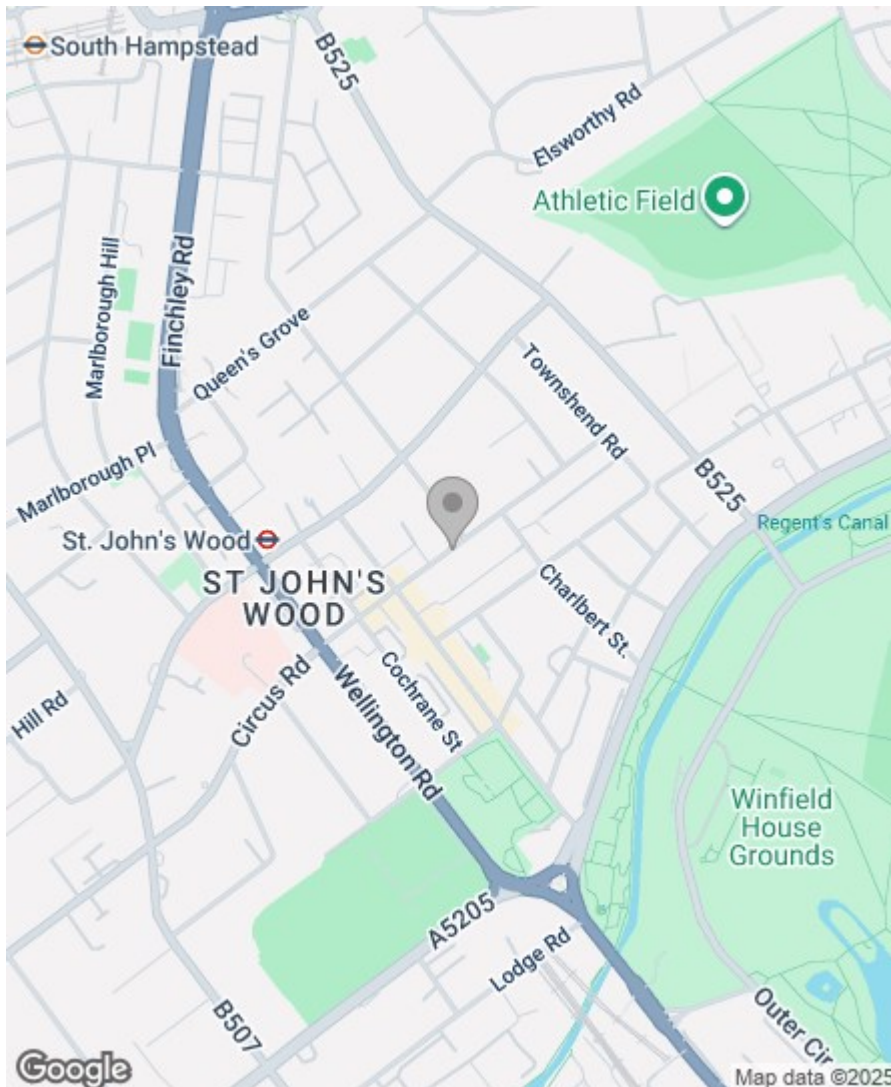 South Hampstead
B525
Elsworthy Rd
Athletic Field
Marlborough Hill
Finchley Rd
Queen's Grove
Townshend Rd
Marlborough Pl
B525
Regent's Canal
St. John's Wood
ST JOHN'S
WOOD
Charlbert St.
Hill Rd
Circus Rd
Cochrane St
Wellington Rd
Winfield
House
Grounds
A5205
Lodge Rd
B507
Outer Cir
Google
Map data ©2025